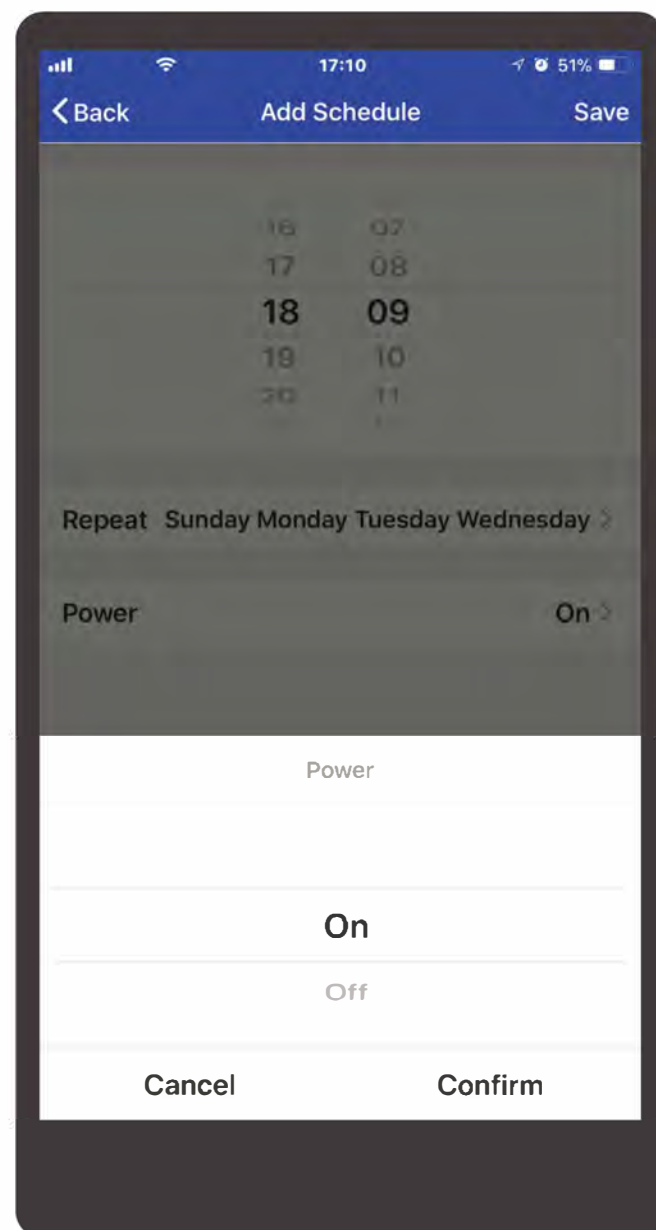 17:10 51%
Back Add Schedule Save
16 07
17 08
18 09
19 10
20 11
Repeat Sunday Monday Tuesday Wednesday
Power On
Power
On
Off
Cancel Confirm